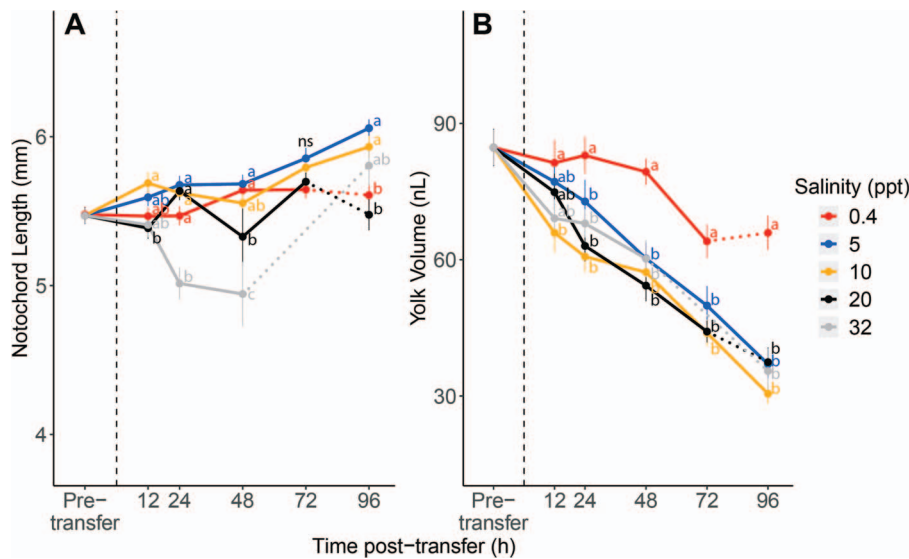 A
B
Notochord Length (mm)
6
5
4
a
ab
a
ab
b
a
a
a
a
b
a
a
ab
b
c
ns
a
a
ab
b
b
Pre-
transfer
12
24
48
72
96
Yolk Volume (nL)
90
60
30
a
ab
ab
ab
b
a
b
b
b
b
a
b
b
b
b
a
b
b
b
a
b
b
b
b
Pre-
transfer
12
24
48
72
96
Time post-transfer (h)
Salinity (ppt)
0.4
5
10
20
32